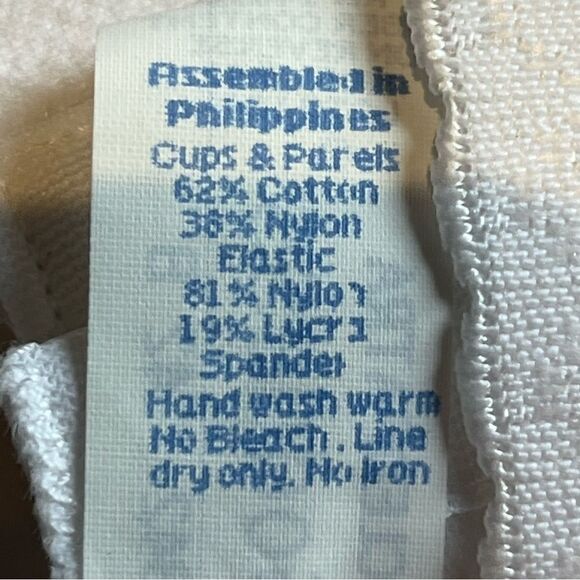 Assembled in
Philippines
Cups & Panels
62% Cotton
38% Nylon
Elastic
81% Nylon
19% Lycra
Spandex
Hand wash warm
No Bleach. Line
dry only. No Iron